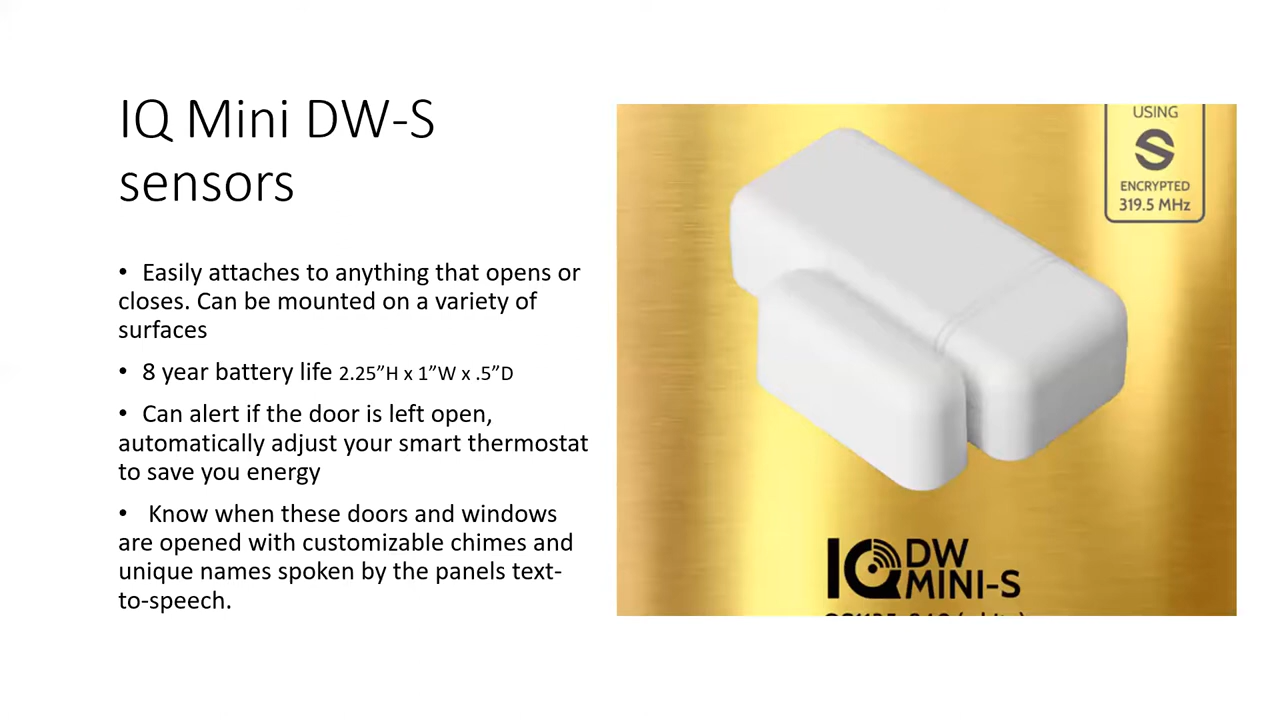 IQ Mini DW-S
sensors
• Easily attaches to anything that opens or
closes. Can be mounted on a variety of
surfaces
• 8 year battery life 2.25”H x 1”W x .5”D
• Can alert if the door is left open,
automatically adjust your smart thermostat
to save you energy
• Know when these doors and windows
are opened with customizable chimes and
unique names spoken by the panels text-
to-speech.
USING
S
ENCRYPTED
319.5 MHz
IQ DW
MINI-S